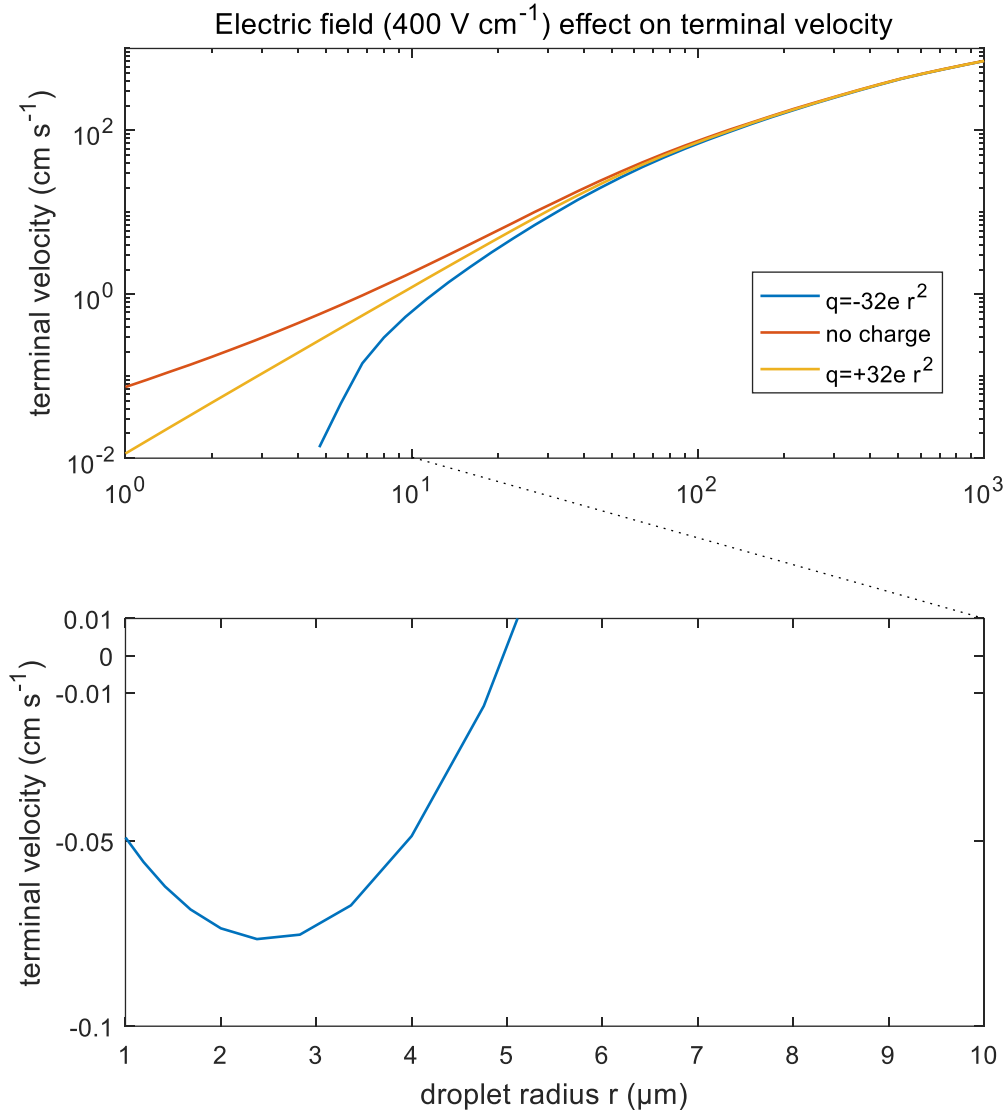 Electric field (400 V cm⁻¹) effect on terminal velocity
terminal velocity (cm s⁻¹)
10²
10⁰
10⁻²
q=-32e r²
no charge
q=+32e r²
10⁰ 10¹ 10² 10³
terminal velocity (cm s⁻¹)
0.01
0
-0.01
-0.05
-0.1
1 2 3 4 5 6 7 8 9 10
droplet radius r (μm)